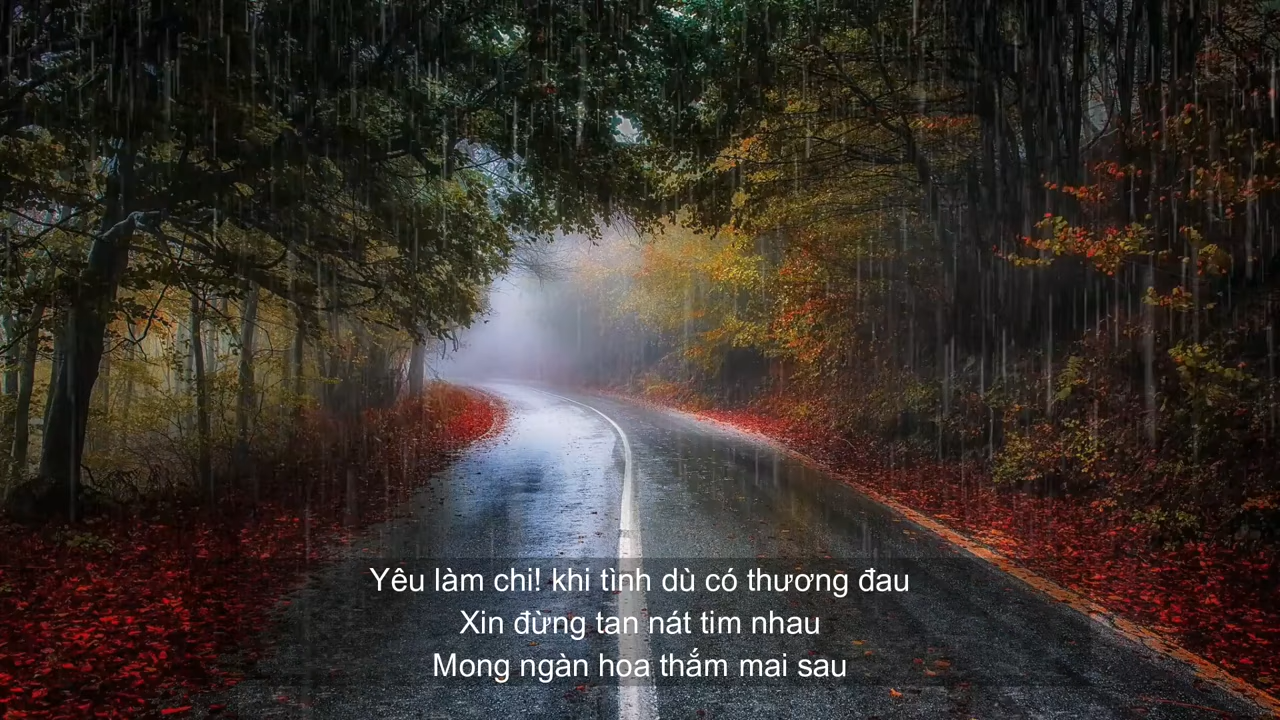 Yêu làm chi! khi tình dù có thương đau
Xin đừng tan nát tim nhau
Mong ngàn hoa thắm mai sau